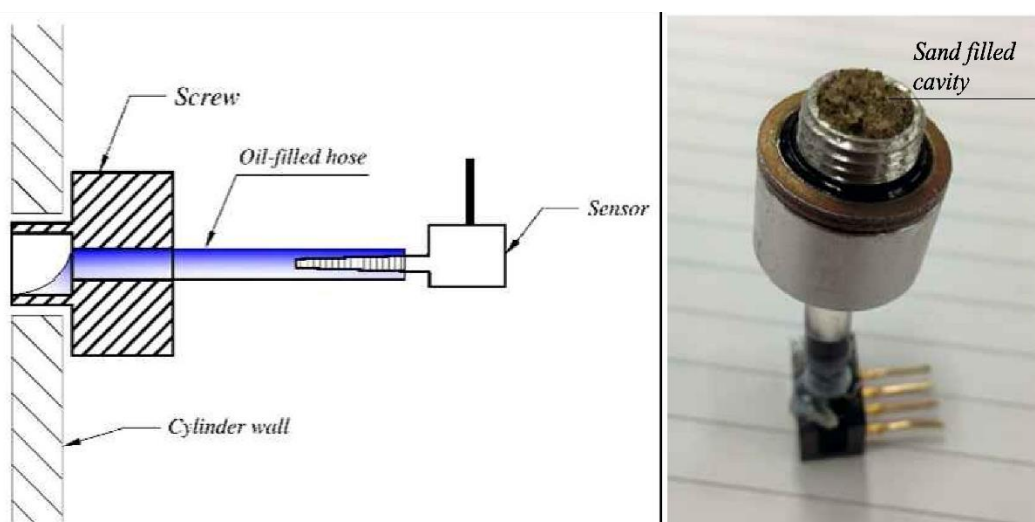 Screw
Oil-filled hose
Sensor
Cylinder wall
Sand filled
cavity